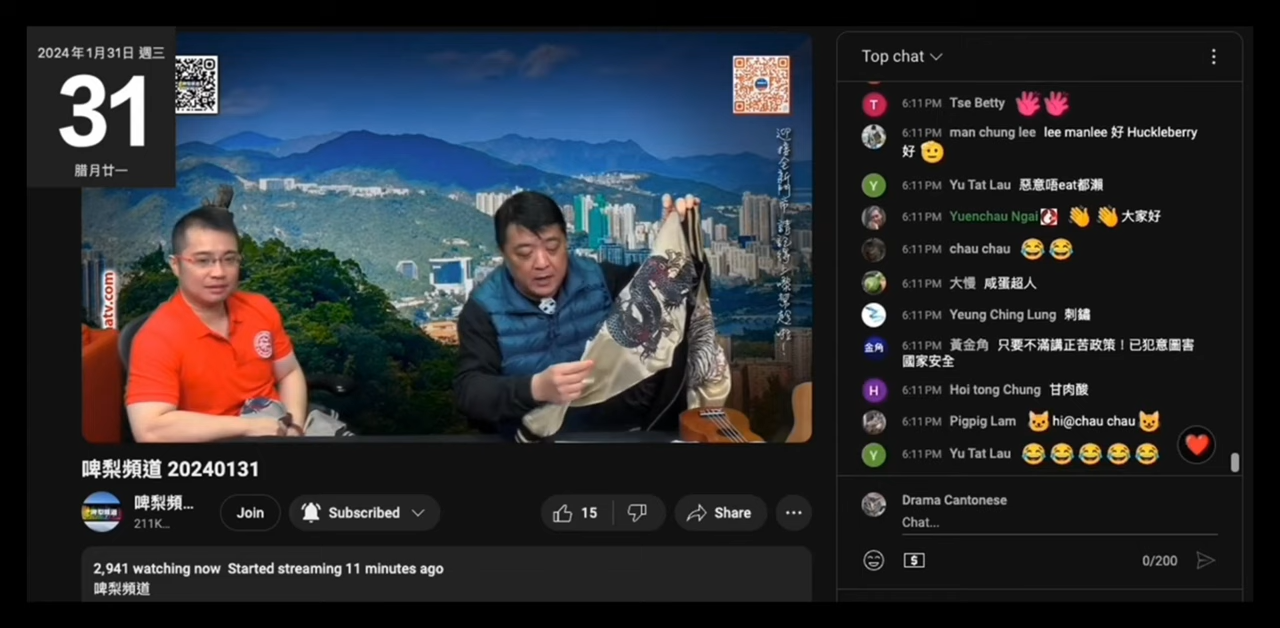 2024年1月31日 週三
31
腊月廿一
atv.com
啤梨頻道 20240131
啤梨頻...
211K...
Join
Subscribed
15
Share
2,941 watching now Started streaming 11 minutes ago
啤梨頻道
Top chat
T 6:11 PM Tse Betty
6:11 PM man chung lee lee manlee 好 Huckleberry
好
Y 6:11 PM Yu Tat Lau 惡意唔eat都瀨
6:11 PM Yuenchau Ngai 大家好
6:11 PM chau chau
6:11 PM 大慢 咸蛋超人
6:11 PM Yeung Ching Lung 刺鏽
金角 6:11 PM 黃金角 只要不滿講正苦政策！已犯意圖害
國家安全
H 6:11 PM Hoi tong Chung 甘肉酸
6:11 PM Pigpig Lam hi@chau chau
Y 6:11 PM Yu Tat Lau
Drama Cantonese
Chat...
0/200